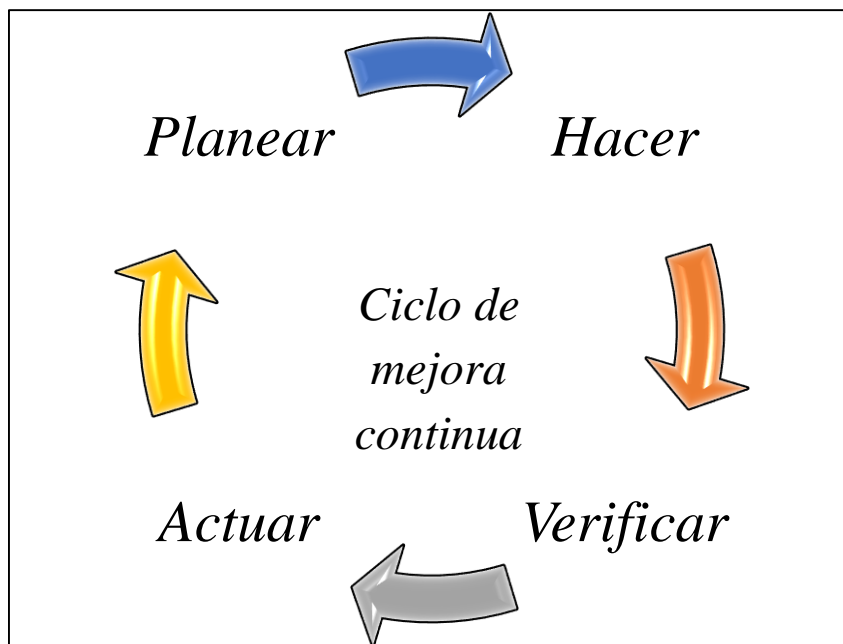 Planear
Hacer
Ciclo de
mejora
continua
Actuar
Verificar